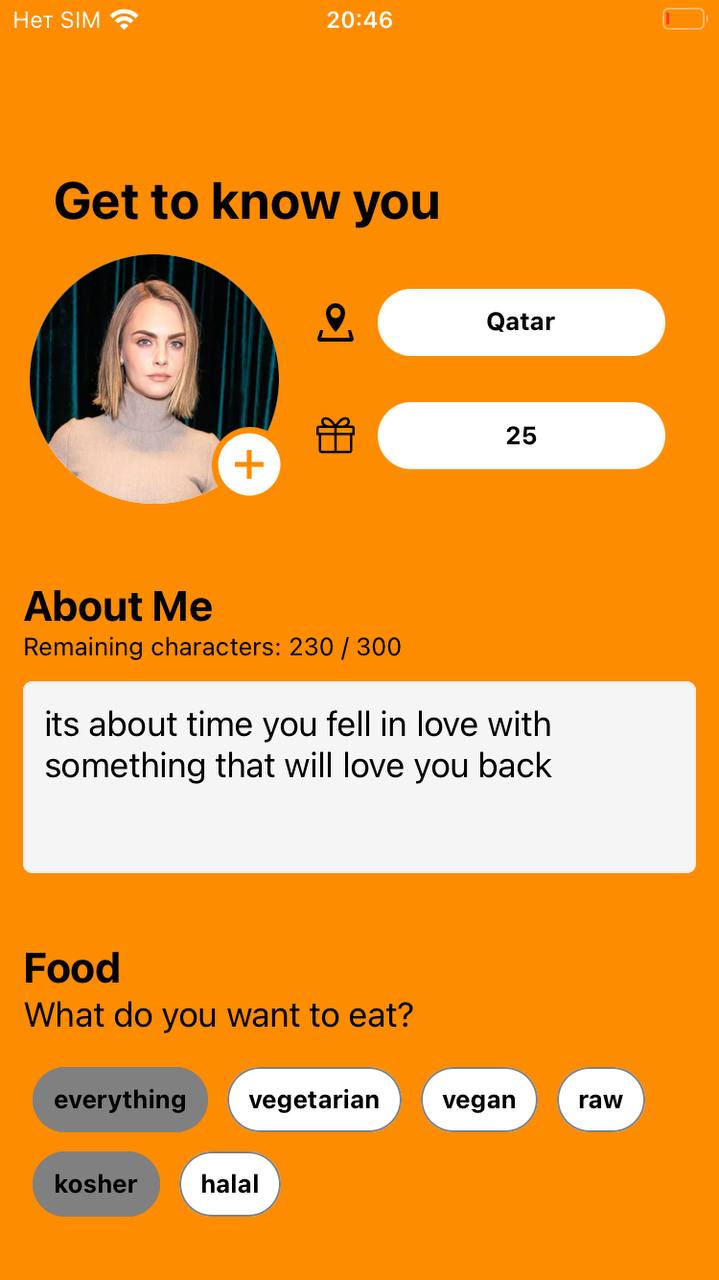 Нет SIM 20:46
Get to know you
Qatar
25
About Me
Remaining characters: 230 / 300
its about time you fell in love with
something that will love you back
Food
What do you want to eat?
everything vegetarian vegan raw
kosher halal